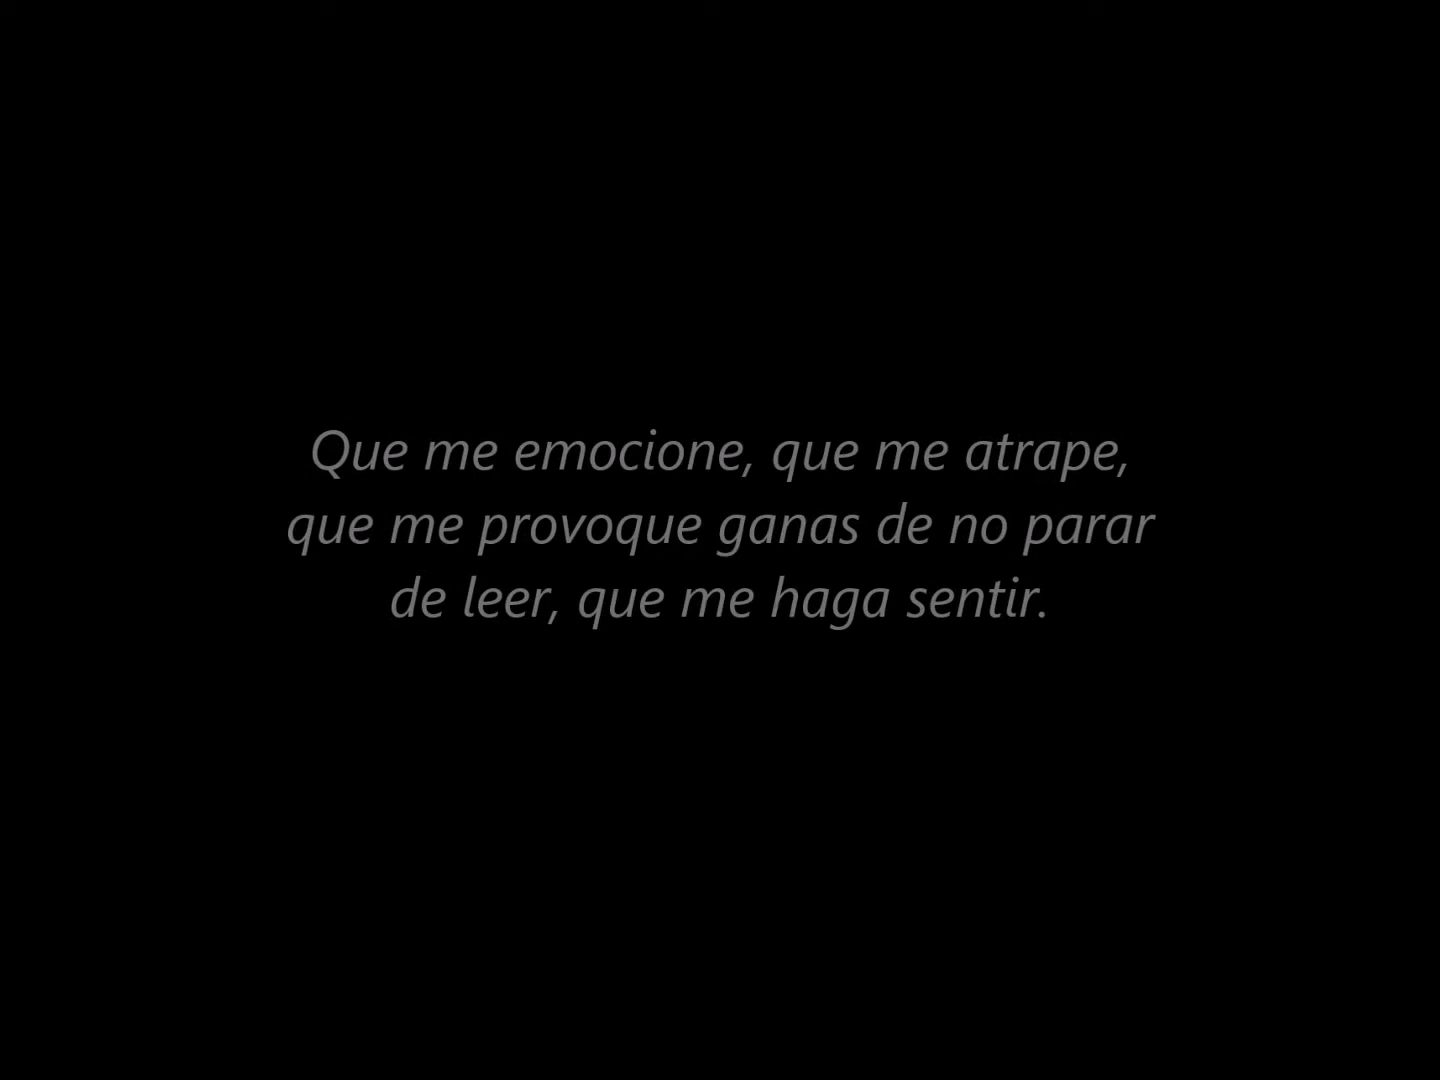 Que me emocione, que me atrape,
que me provoque ganas de no parar
de leer, que me haga sentir.